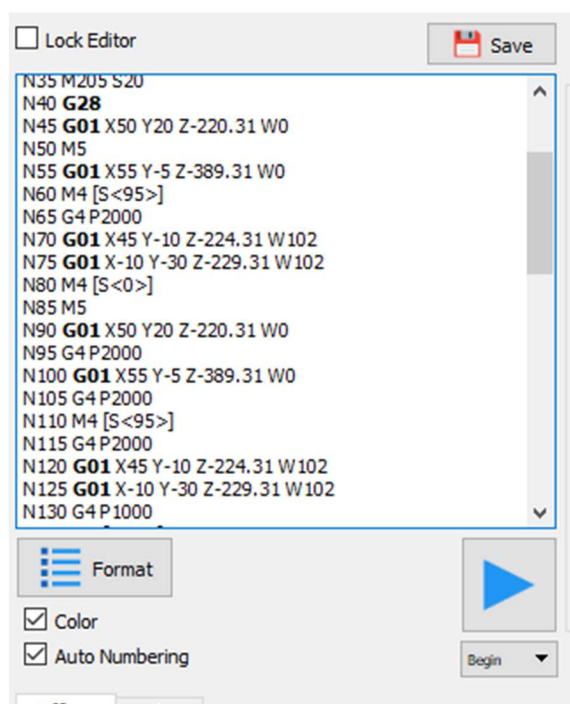 Lock Editor
Save
N35 M205 S20
N40 G28
N45 G01 X50 Y20 Z-220.31 W0
N50 M5
N55 G01 X55 Y-5 Z-389.31 W0
N60 M4 [S<95>]
N65 G4 P2000
N70 G01 X45 Y-10 Z-224.31 W102
N75 G01 X-10 Y-30 Z-229.31 W102
N80 M4 [S<0>]
N85 M5
N90 G01 X50 Y20 Z-220.31 W0
N95 G4 P2000
N100 G01 X55 Y-5 Z-389.31 W0
N105 G4 P2000
N110 M4 [S<95>]
N115 G4 P2000
N120 G01 X45 Y-10 Z-224.31 W102
N125 G01 X-10 Y-30 Z-229.31 W102
N130 G4 P1000
Format
Color
Auto Numbering
Begin